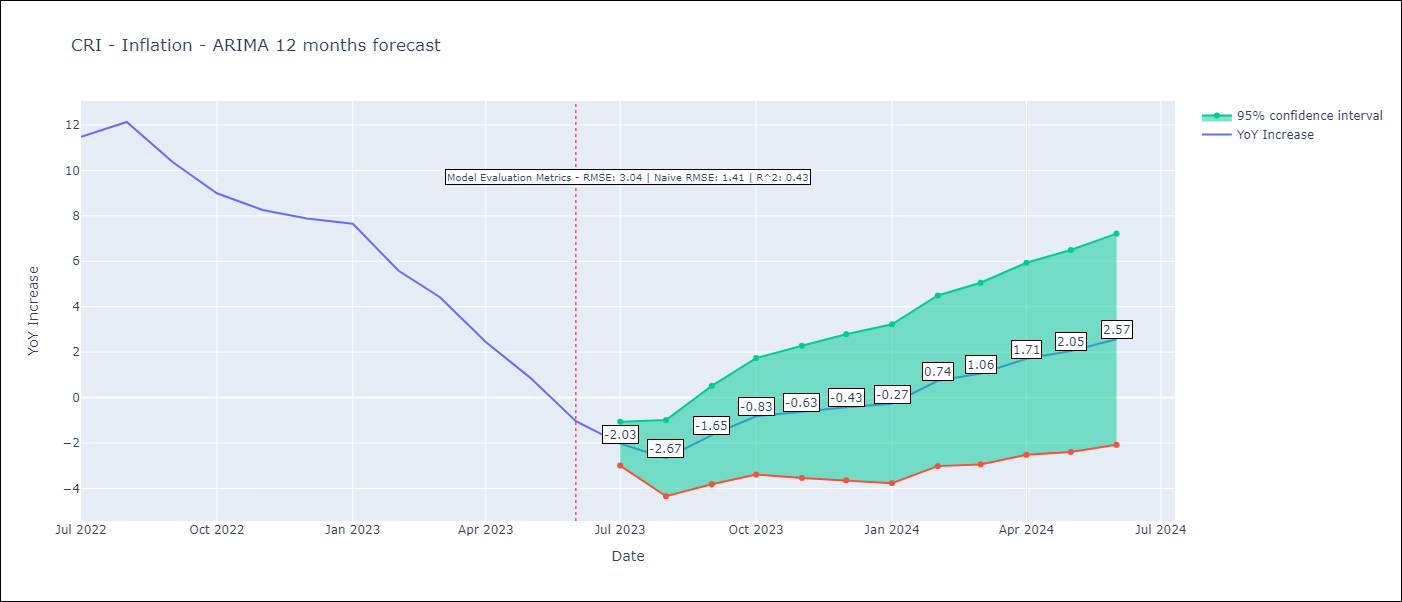 CRI - Inflation - ARIMA 12 months forecast
95% confidence interval
YoY Increase
Model Evaluation Metrics - RMSE: 3.04 | Naive RMSE: 1.41 | R^2: 0.43
YoY Increase
12
10
8
6
4
2
0
−2
−4
-2.03
-2.67
-1.65
-0.83
-0.63
-0.43
-0.27
0.74
1.06
1.71
2.05
2.57
Jul 2022
Oct 2022
Jan 2023
Apr 2023
Jul 2023
Oct 2023
Jan 2024
Apr 2024
Jul 2024
Date